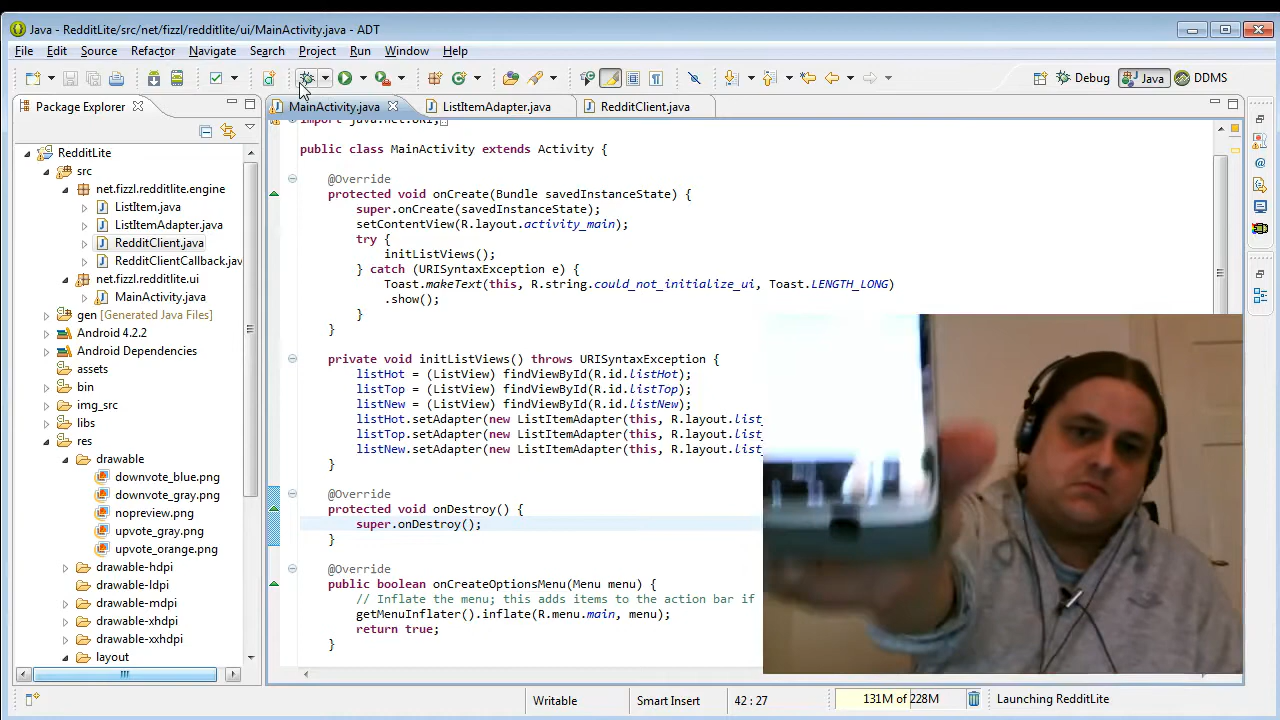 Java - RedditLite/src/net/fizzl/redditlite/ui/MainActivity.java - ADT
File Edit Source Refactor Navigate Search Project Run Window Help
Debug Java DDMS
Package Explorer
MainActivity.java ListItemAdapter.java RedditClient.java
RedditLite
src
net.fizzl.redditlite.engine
ListItem.java
ListItemAdapter.java
RedditClient.java
RedditClientCallback.jav
net.fizzl.redditlite.ui
MainActivity.java
gen [Generated Java Files]
Android 4.2.2
Android Dependencies
assets
bin
img_src
libs
res
drawable
downvote_blue.png
downvote_gray.png
nopreview.png
upvote_gray.png
upvote_orange.png
drawable-hdpi
drawable-ldpi
drawable-mdpi
drawable-xhdpi
drawable-xxhdpi
layout
import java.net.URI;
public class MainActivity extends Activity {
@Override
protected void onCreate(Bundle savedInstanceState) {
super.onCreate(savedInstanceState);
setContentView(R.layout.activity_main);
try {
initListViews();
} catch (URISyntaxException e) {
Toast.makeText(this, R.string.could_not_initialize_ui, Toast.LENGTH_LONG)
.show();
}
}
private void initListViews() throws URISyntaxException {
listHot = (ListView) findViewById(R.id.listHot);
listTop = (ListView) findViewById(R.id.listTop);
listNew = (ListView) findViewById(R.id.listNew);
listHot.setAdapter(new ListItemAdapter(this, R.layout.list_
listTop.setAdapter(new ListItemAdapter(this, R.layout.list_
listNew.setAdapter(new ListItemAdapter(this, R.layout.list_
}
@Override
protected void onDestroy() {
super.onDestroy();
}
@Override
public boolean onCreateOptionsMenu(Menu menu) {
// Inflate the menu; this adds items to the action bar if
getMenuInflater().inflate(R.menu.main, menu);
return true;
}
Writable Smart Insert 42 : 27 131M of 228M Launching RedditLite